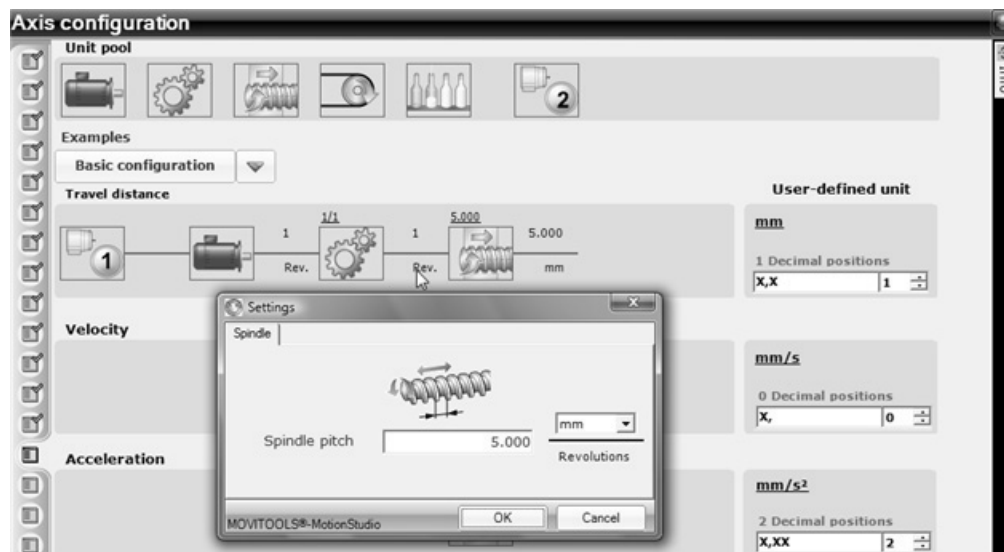 Axis configuration
Unit pool
2
Examples
Basic configuration
Travel distance
User-defined unit
1/1
5.000
1
1
5.000
1
Rev.
Rev.
mm
mm
1 Decimal positions
X,X 1
Settings
Spindle
Spindle pitch 5.000
mm
Revolutions
MOVITOOLS®-MotionStudio
OK Cancel
Velocity
mm/s
0 Decimal positions
X, 0
Acceleration
mm/s²
2 Decimal positions
X,XX 2